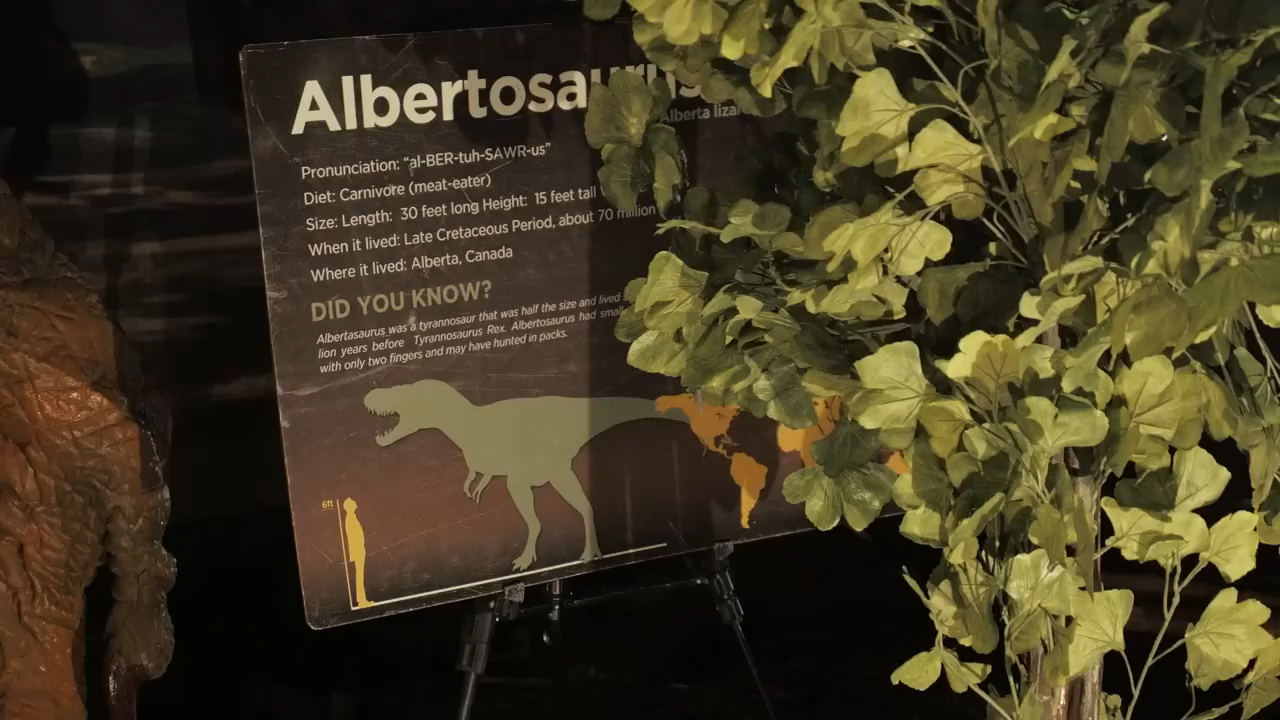 Albertosaurus
Alberta liza
Pronunciation: “al-BER-tuh-SAWR-us”
Diet: Carnivore (meat-eater)
Size: Length: 30 feet long Height: 15 feet tall
When it lived: Late Cretaceous Period, about 70 million
Where it lived: Alberta, Canada
DID YOU KNOW?
Albertasaurus was a tyrannosaur that was half the size and lived
lion years before Tyrannosaurus Rex. Albertosaurus had small
with only two fingers and may have hunted in packs.
6ft